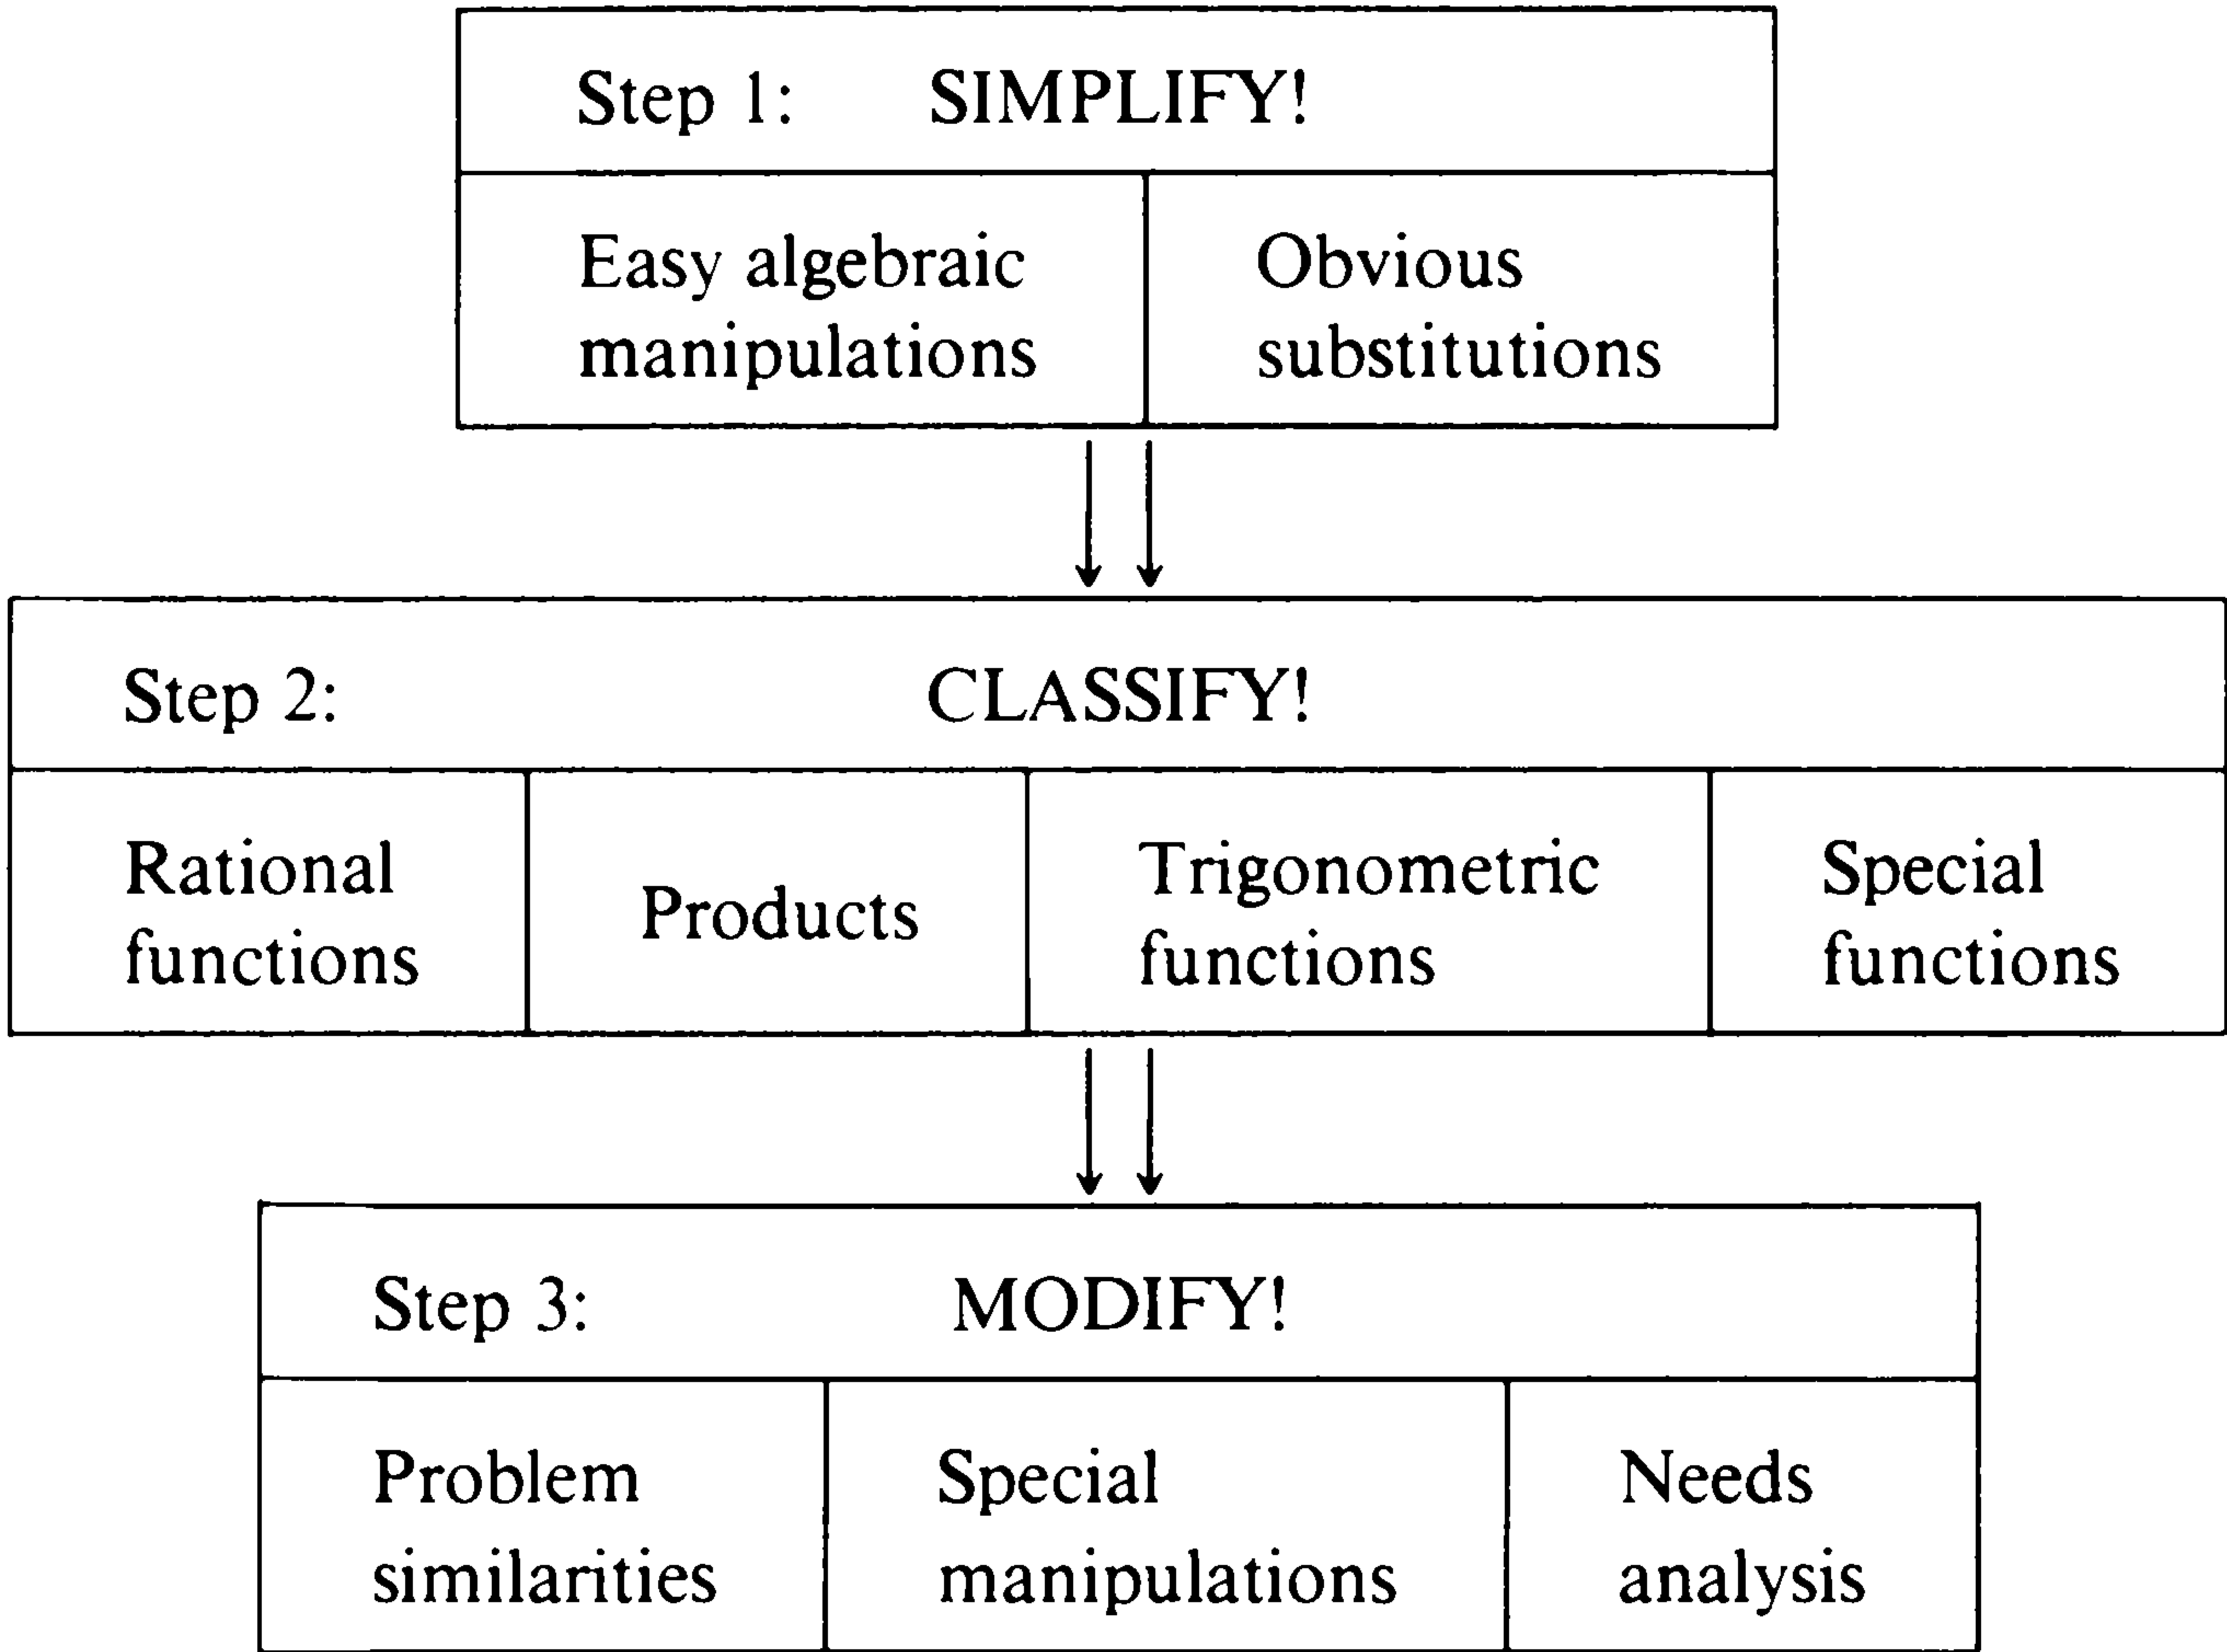 Step 1: SIMPLIFY!
Easy algebraic
manipulations
Obvious
substitutions
Step 2: CLASSIFY!
Rational
functions
Products
Trigonometric
functions
Special
functions
Step 3: MODIFY!
Problem
similarities
Special
manipulations
Needs
analysis